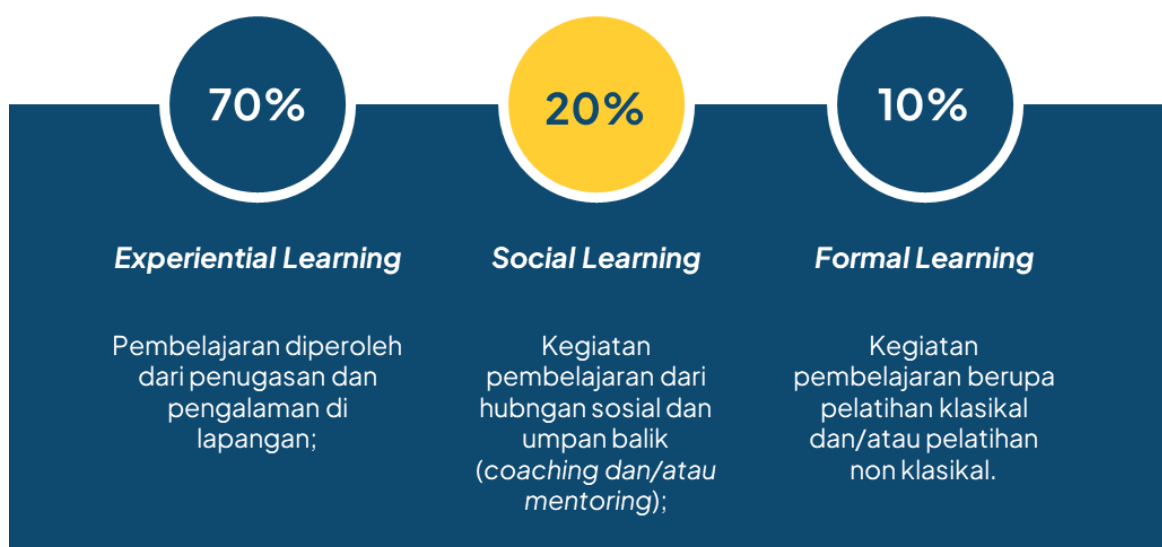 70%
20%
10%
Experiential Learning
Social Learning
Formal Learning
Pembelajaran diperoleh
dari penugasan dan
pengalaman di
lapangan;
Kegiatan
pembelajaran dari
hubngan sosial dan
umpan balik
(coaching dan/atau
mentoring);
Kegiatan
pembelajaran berupa
pelatihan klasikal
dan/atau pelatihan
non klasikal.